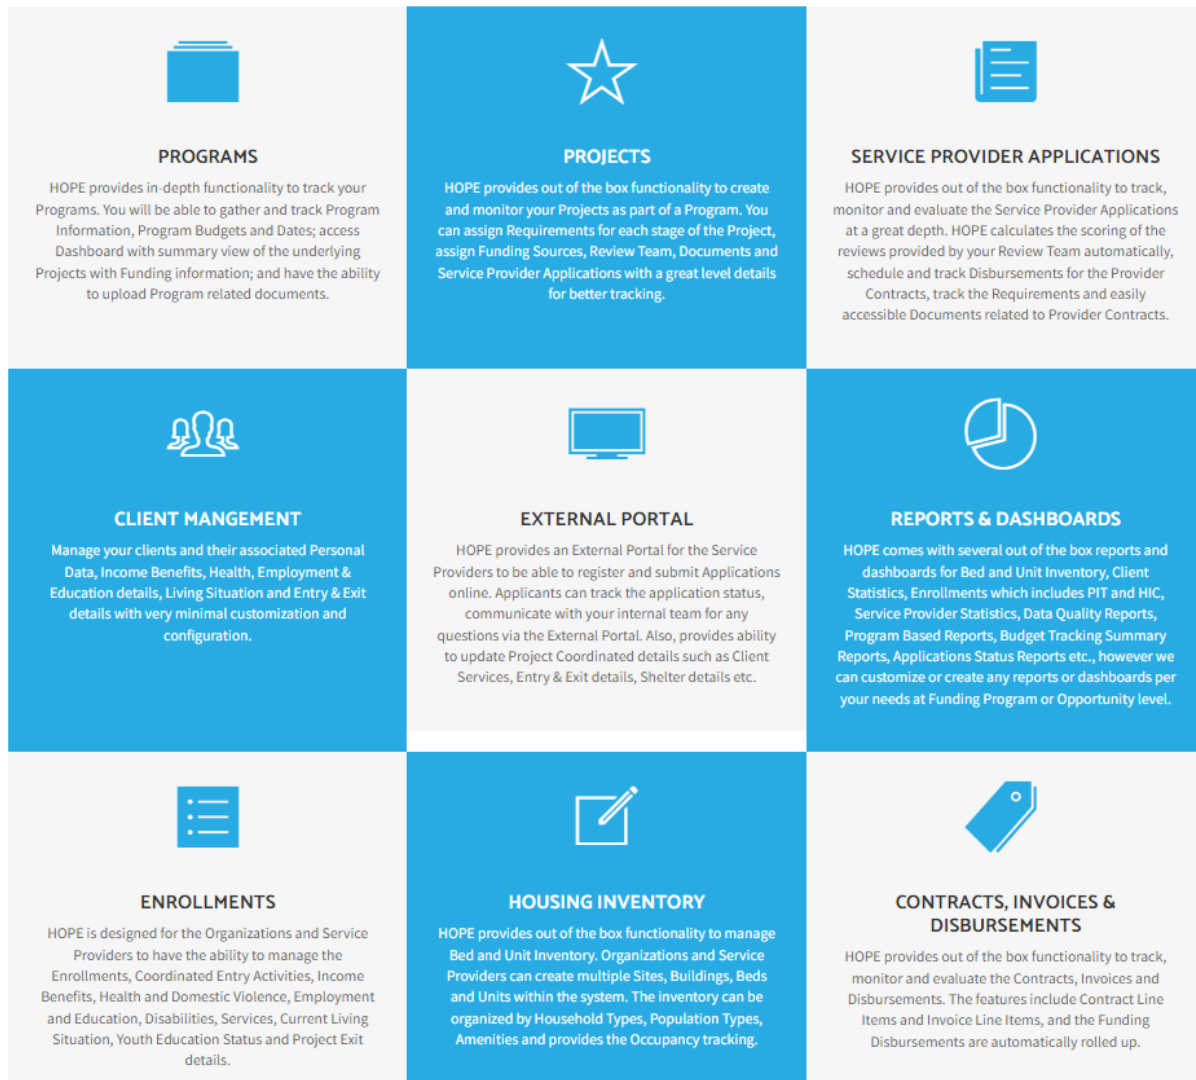 PROGRAMS
HOPE provides in-depth functionality to track your
Programs. You will be able to gather and track Program
Information, Program Budgets and Dates; access
Dashboard with summary view of the underlying
Projects with Funding information; and have the ability
to upload Program related documents.
PROJECTS
HOPE provides out of the box functionality to create
and monitor your Projects as part of a Program. You
can assign Requirements for each stage of the Project,
assign Funding Sources, Review Team, Documents and
Service Provider Applications with a great level details
for better tracking.
SERVICE PROVIDER APPLICATIONS
HOPE provides out of the box functionality to track,
monitor and evaluate the Service Provider Applications
at a great depth. HOPE calculates the scoring of the
reviews provided by your Review Team automatically,
schedule and track Disbursements for the Provider
Contracts, track the Requirements and easily
accessible Documents related to Provider Contracts.
CLIENT MANGEMENT
Manage your clients and their associated Personal
Data, Income Benefits, Health, Employment &
Education details, Living Situation and Entry & Exit
details with very minimal customization and
configuration.
EXTERNAL PORTAL
HOPE provides an External Portal for the Service
Providers to be able to register and submit Applications
online. Applicants can track the application status,
communicate with your internal team for any
questions via the External Portal. Also, provides ability
to update Project Coordinated details such as Client
Services, Entry & Exit details, Shelter details etc.
REPORTS & DASHBOARDS
HOPE comes with several out of the box reports and
dashboards for Bed and Unit Inventory, Client
Statistics, Enrollments which includes PIT and HIC,
Service Provider Statistics, Data Quality Reports,
Program Based Reports, Budget Tracking Summary
Reports, Applications Status Reports etc., however we
can customize or create any reports or dashboards per
your needs at Funding Program or Opportunity level.
ENROLLMENTS
HOPE is designed for the Organizations and Service
Providers to have the ability to manage the
Enrollments, Coordinated Entry Activities, Income
Benefits, Health and Domestic Violence, Employment
and Education, Disabilities, Services, Current Living
Situation, Youth Education Status and Project Exit
details.
HOUSING INVENTORY
HOPE provides out of the box functionality to manage
Bed and Unit Inventory. Organizations and Service
Providers can create multiple Sites, Buildings, Beds
and Units within the system. The inventory can be
organized by Household Types, Population Types,
Amenities and provides the Occupancy tracking.
CONTRACTS, INVOICES &
DISBURSEMENTS
HOPE provides out of the box functionality to track,
monitor and evaluate the Contracts, Invoices and
Disbursements. The features include Contract Line
Items and Invoice Line Items, and the Funding
Disbursements are automatically rolled up.